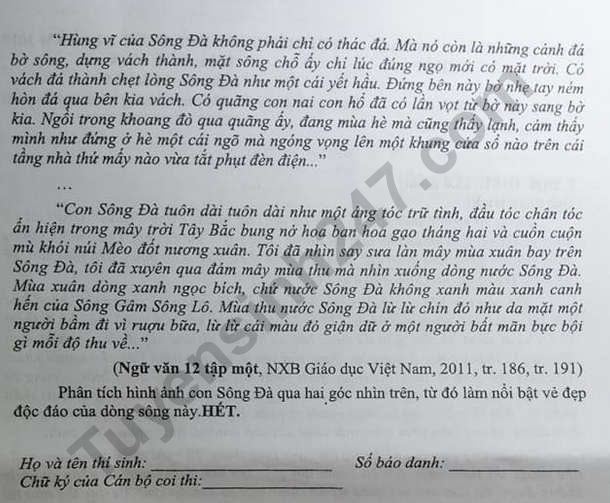 “Hùng vĩ của Sông Đà không phải chỉ có thác đá. Mà nó còn là những cảnh đá
bờ sông, dựng vách thành, mặt sông chỗ ấy chỉ lúc đúng ngọ mới có mặt trời. Có
vách đá thành chẹt lòng Sông Đà như một cái yết hầu. Đứng bên này bờ nhẹ tay ném
hòn đá qua bên kia vách. Có quãng con nai con hổ đã có lần vọt từ bờ này sang bờ
kia. Ngồi trong khoang đò qua quãng ấy, đang mùa hè mà cũng thấy lạnh, cảm thấy
mình như đứng ở hè một cái ngõ mà ngóng vọng lên một khung cửa sổ nào trên cái
tầng nhà thứ mấy nào vừa tắt phụt đèn điện...”
...
“Con Sông Đà tuôn dài tuôn dài như một áng tóc trữ tình, đầu tóc chân tóc
ẩn hiện trong mây trời Tây Bắc bung nở hoa ban hoa gạo tháng hai và cuồn cuộn
mù khói núi Mèo đốt nương xuân. Tôi đã nhìn say sưa làn mây mùa xuân bay trên
Sông Đà, tôi đã xuyên qua đám mây mùa thu mà nhìn xuống dòng nước Sông Đà.
Mùa xuân dòng xanh ngọc bích, chứ nước Sông Đà không xanh màu xanh canh
hến của Sông Gâm Sông Lô. Mùa thu nước Sông Đà lừ lừ chín đỏ như da mặt một
người bầm đi vì rượu bữa, lừ lừ cái màu đỏ giận dữ ở một người bất mãn bực bội
gì mỗi độ thu về...”
(Ngữ văn 12 tập một, NXB Giáo dục Việt Nam, 2011, tr. 186, tr. 191)
Phân tích hình ảnh con Sông Đà qua hai góc nhìn trên, từ đó làm nổi bật vẻ đẹp
độc đáo của dòng sông này.HẾT.
Họ và tên thí sinh: Số báo danh:
Chữ ký của Cán bộ coi thi:
Tuyensinh247.com